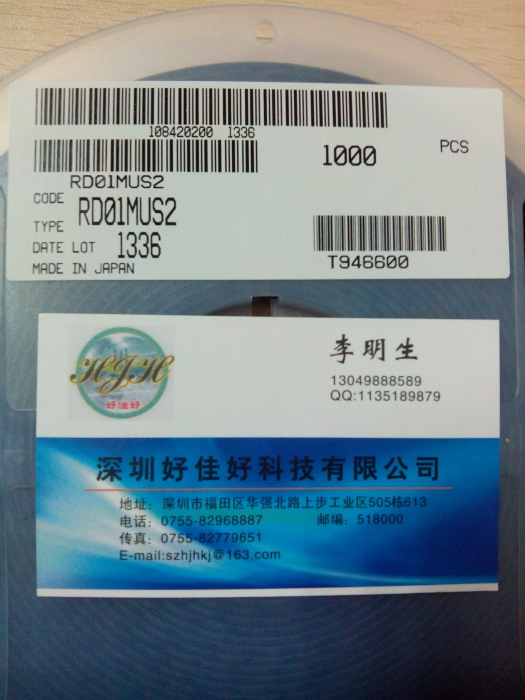 108420200 1336
1000 PCS
RD01MUS2
CODE
TYPE RD01MUS2
DATE LOT 1336
MADE IN JAPAN
T946600
HJH
好佳好
李明生
13049888589
QQ:1135189879
深圳好佳好科技有限公司
地址: 深圳市福田区华强北路上步工业区505栋613
电话: 0755-82968887 邮编: 518000
传真: 0755-82779651
E-mail:szhjhkj@163.com